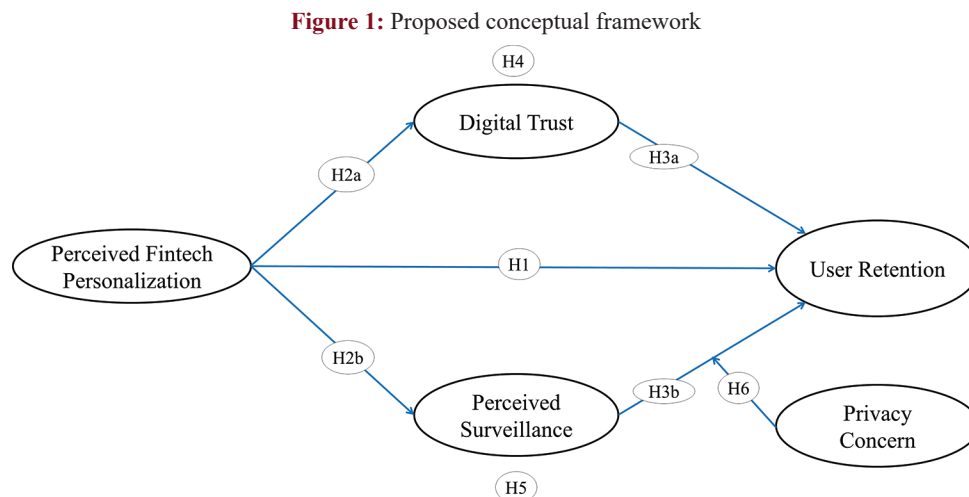 Figure 1: Proposed conceptual framework
H4
Digital Trust
H2a
H3a
Perceived Fintech
Personalization
H1
User Retention
H2b
Perceived
Surveillance
H3b
H6
Privacy
Concern
H5